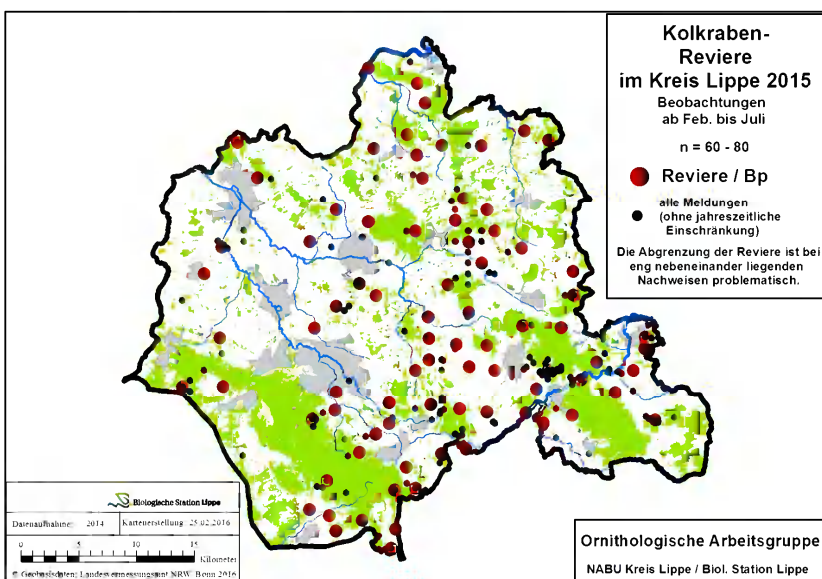 Kolkraben-
Reviere
im Kreis Lippe 2015
Beobachtungen
ab Feb. bis Juli
n = 60 - 80
Reviere / Bp
alle Meldungen
(ohne jahreszeitliche
Einschränkung)
Die Abgrenzung der Reviere ist bei
eng nebeneinander liegenden
Nachweisen problematisch.
Biologische Station Lippe
Datenaufnahme: 2014 Kartenerstellung: 25.02.2016
0 5 10 15
Kilometer
© Geobasisdaten: Landesvermessungsamt NRW Bonn 2016
Ornithologische Arbeitsgruppe
NABU Kreis Lippe / Biol. Station Lippe